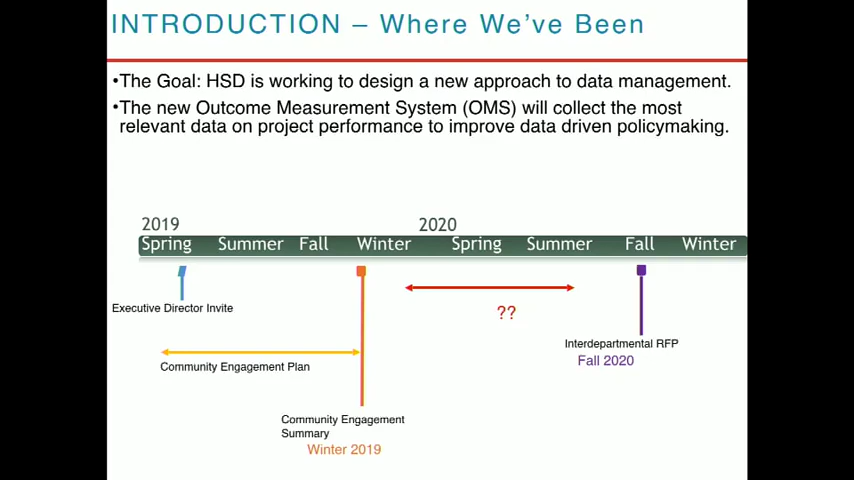 INTRODUCTION – Where We've Been
•The Goal: HSD is working to design a new approach to data management.
•The new Outcome Measurement System (OMS) will collect the most
relevant data on project performance to improve data driven policymaking.
2019 2020
Spring Summer Fall Winter Spring Summer Fall Winter
Executive Director Invite
??
Interdepartmental RFP
Fall 2020
Community Engagement Plan
Community Engagement
Summary
Winter 2019